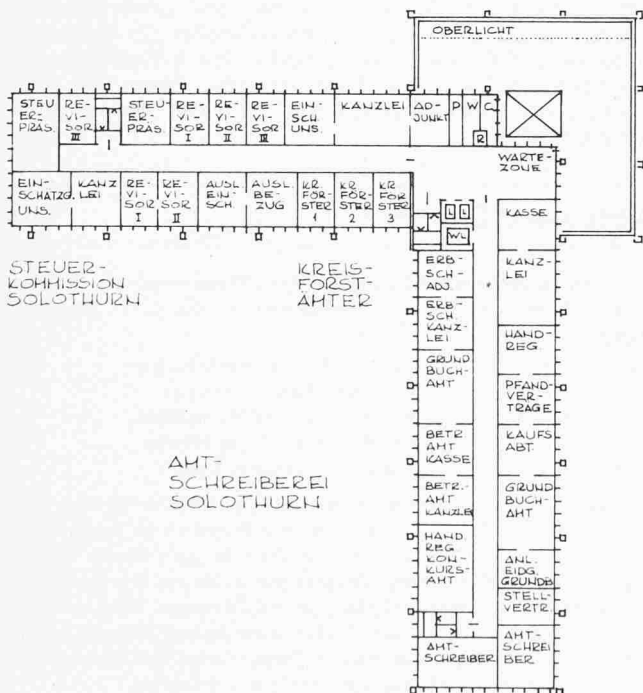 OBERLICHT
STEU
ER=
PRÄS.
RE-
VI-
SOR
III
STEU-
ER-
PRÄS.
RE-
VI-
SOR
I
RE-
VI-
SOR
II
RE-
VI-
SOR
III
EIN-
SCH.
UNS.
KANZLEI
AD-
JUNKT
D
W
C
R
WARTE-
ZONE
EIN-
SCHATZG.
UNS.
KANZ
LEI
RE-
VI-
SOR
I
RE-
VI-
SOR
II
AUSL.
EIN-
SCH.
AUSL.
BE-
ZUG
KR.
FÖR-
STER
1
KR.
FÖR-
STER
2
KR
FÖR
STER
3
L
L
WL
KASSE
STEUER-
KOMMISSION
SOLOTHURN
KREIS-
FORST-
ÄMTER
ERB-
SCH-
ADJ.
KANZ-
LEI
ERB-
SCH.
KANZ-
LEI
HAND-
REG.
GRUND
BUCH-
AMT
PFAND-
VER-
TRÄGE
BETR.
AMT
KASSE
KAUFS
ABT.
AMT-
SCHREIBEREI
SOLOTHURN
BETR.-
AMT
KANZLEI
GRUND
BUCH-
AMT
HAND.
REG.
KON-
KURS-
AMT
ANL.
EIDG.
GRUNDB
STELL-
VERTR.
AMT-
SCHREIBER
AMT-
SCHREI
BER